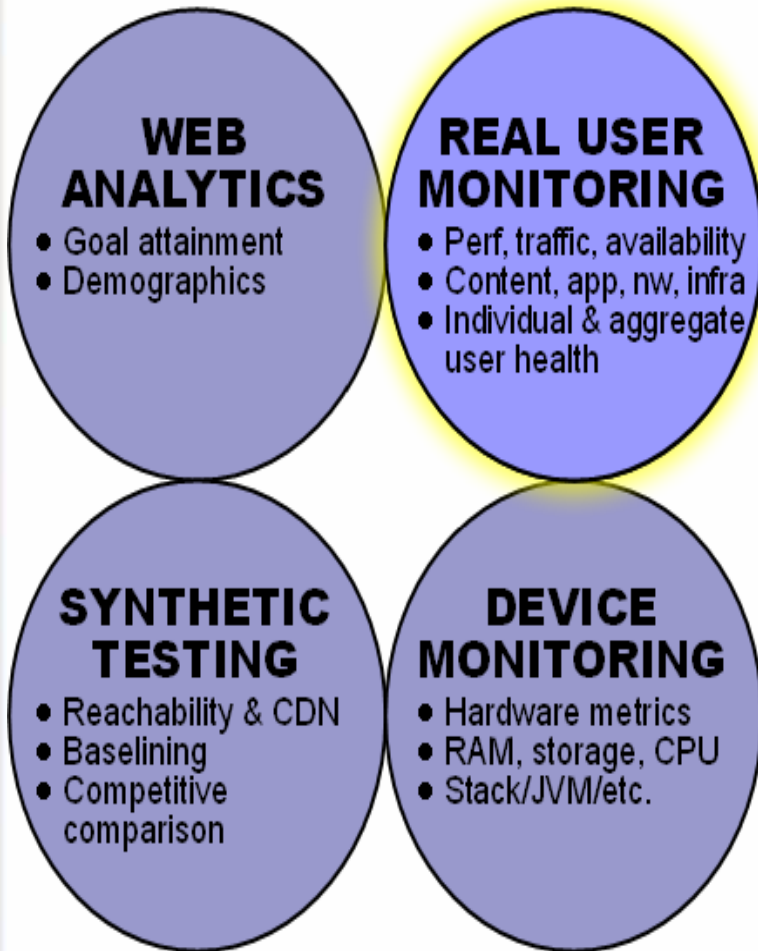 WEB
ANALYTICS
● Goal attainment
● Demographics
REAL USER
MONITORING
● Perf, traffic, availability
● Content, app, nw, infra
● Individual & aggregate
user health
SYNTHETIC
TESTING
● Reachability & CDN
● Baselining
● Competitive
comparison
DEVICE
MONITORING
● Hardware metrics
● RAM, storage, CPU
● Stack/JVM/etc.